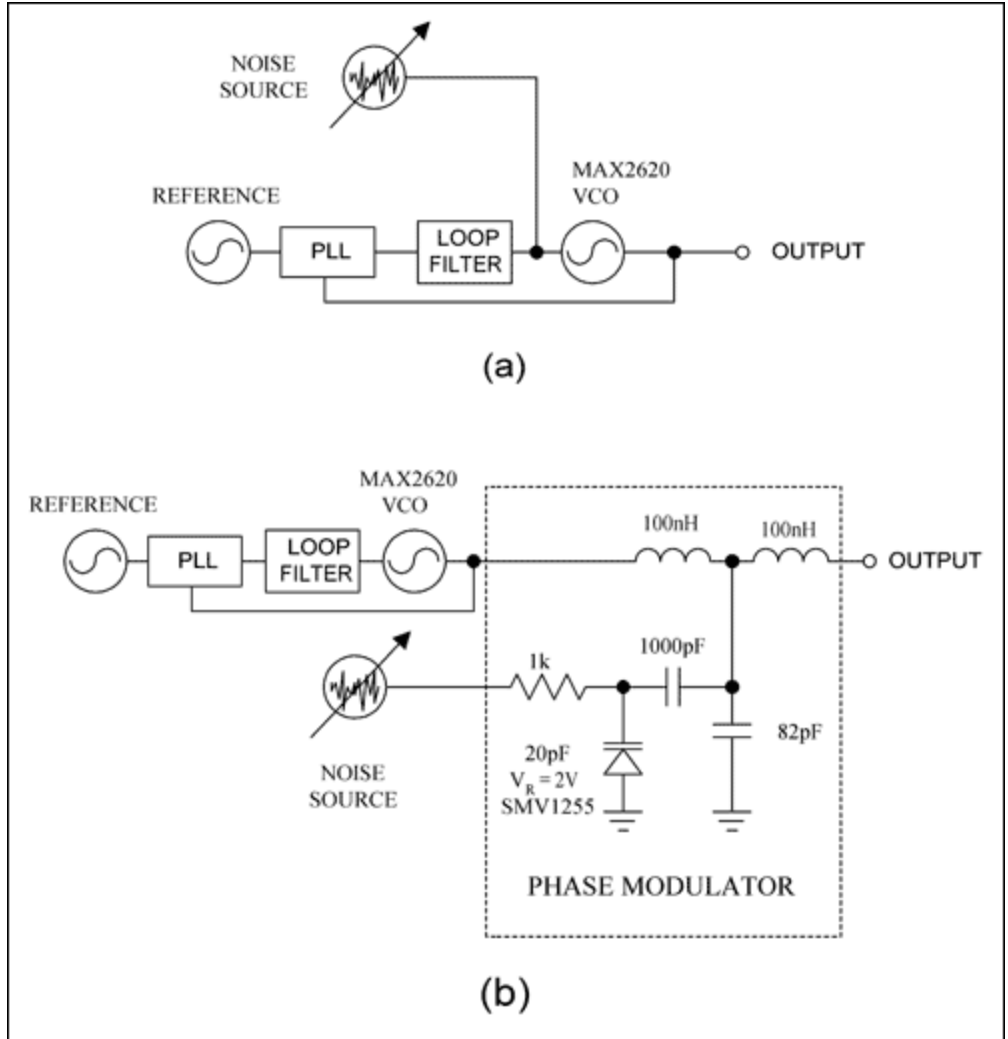 NOISE
SOURCE
MAX2620
VCO
REFERENCE
PLL
LOOP
FILTER
OUTPUT
(a)
MAX2620
VCO
REFERENCE
PLL
LOOP
FILTER
100nH
100nH
OUTPUT
1k
1000pF
82pF
NOISE
SOURCE
20pF
V_R = 2V
SMV1255
PHASE MODULATOR
(b)